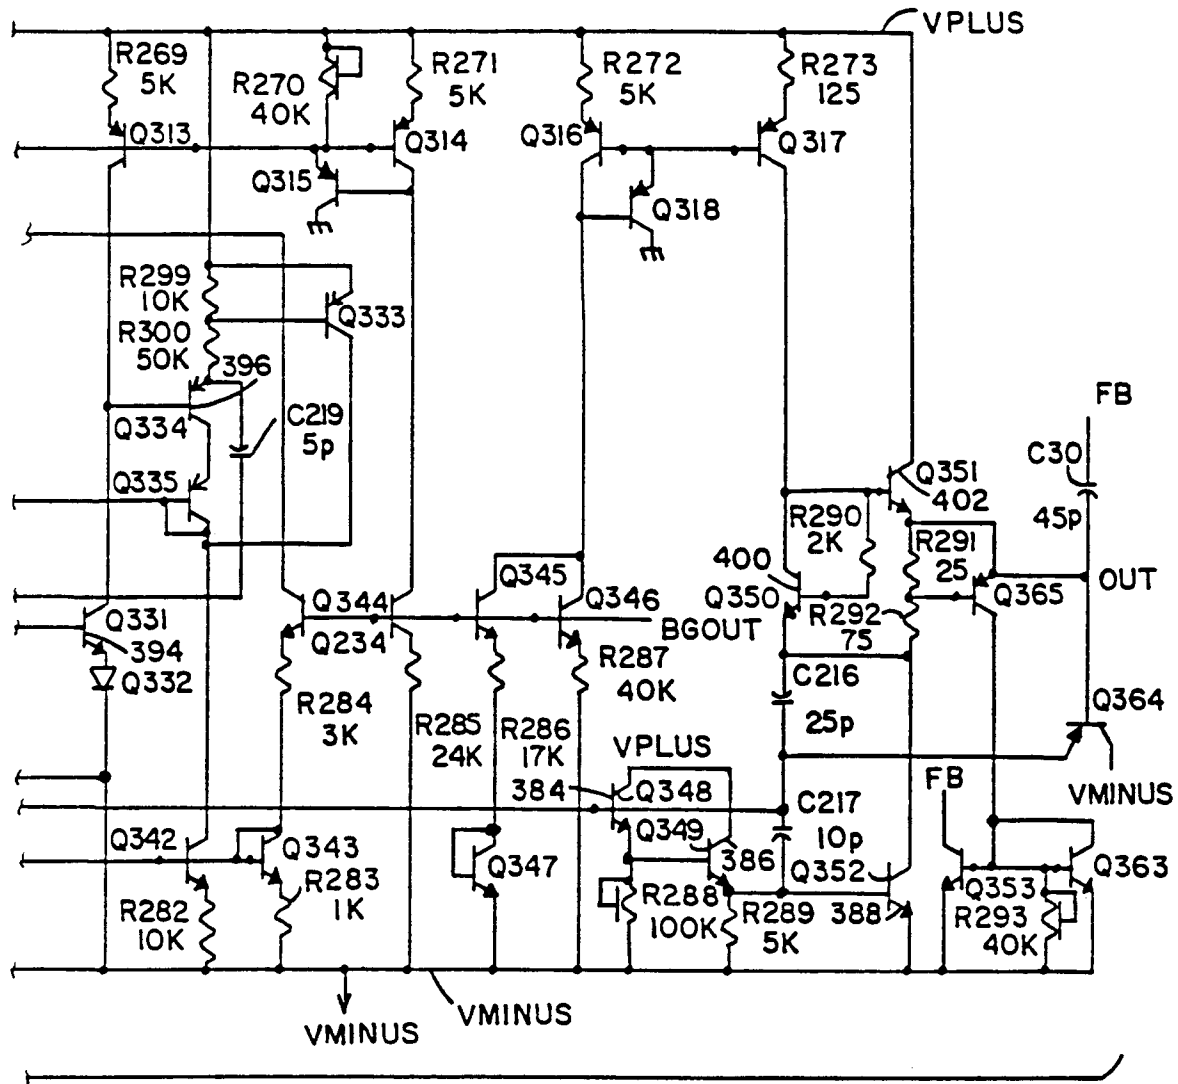 VPLUS
R269
5K
R270
40K
R271
5K
R272
5K
R273
125
Q313
Q314
Q316
Q317
Q315
Q318
R299
10K
R300
50K
Q333
396
Q334
C219
5p
Q335
FB
C30
45p
Q351
402
R290
2K
R291
25
400
Q350
R292
75
Q365
OUT
Q331
394
Q332
Q344
Q234
Q345
Q346
BGOUT
R284
3K
R285
24K
R286
17K
R287
40K
C216
25p
Q364
VMINUS
VPLUS
384
Q348
Q349
386
C217
10p
Q352
388
FB
Q353
Q363
Q342
Q343
R283
1K
R282
10K
Q347
R288
100K
R289
5K
R293
40K
VMINUS
VMINUS